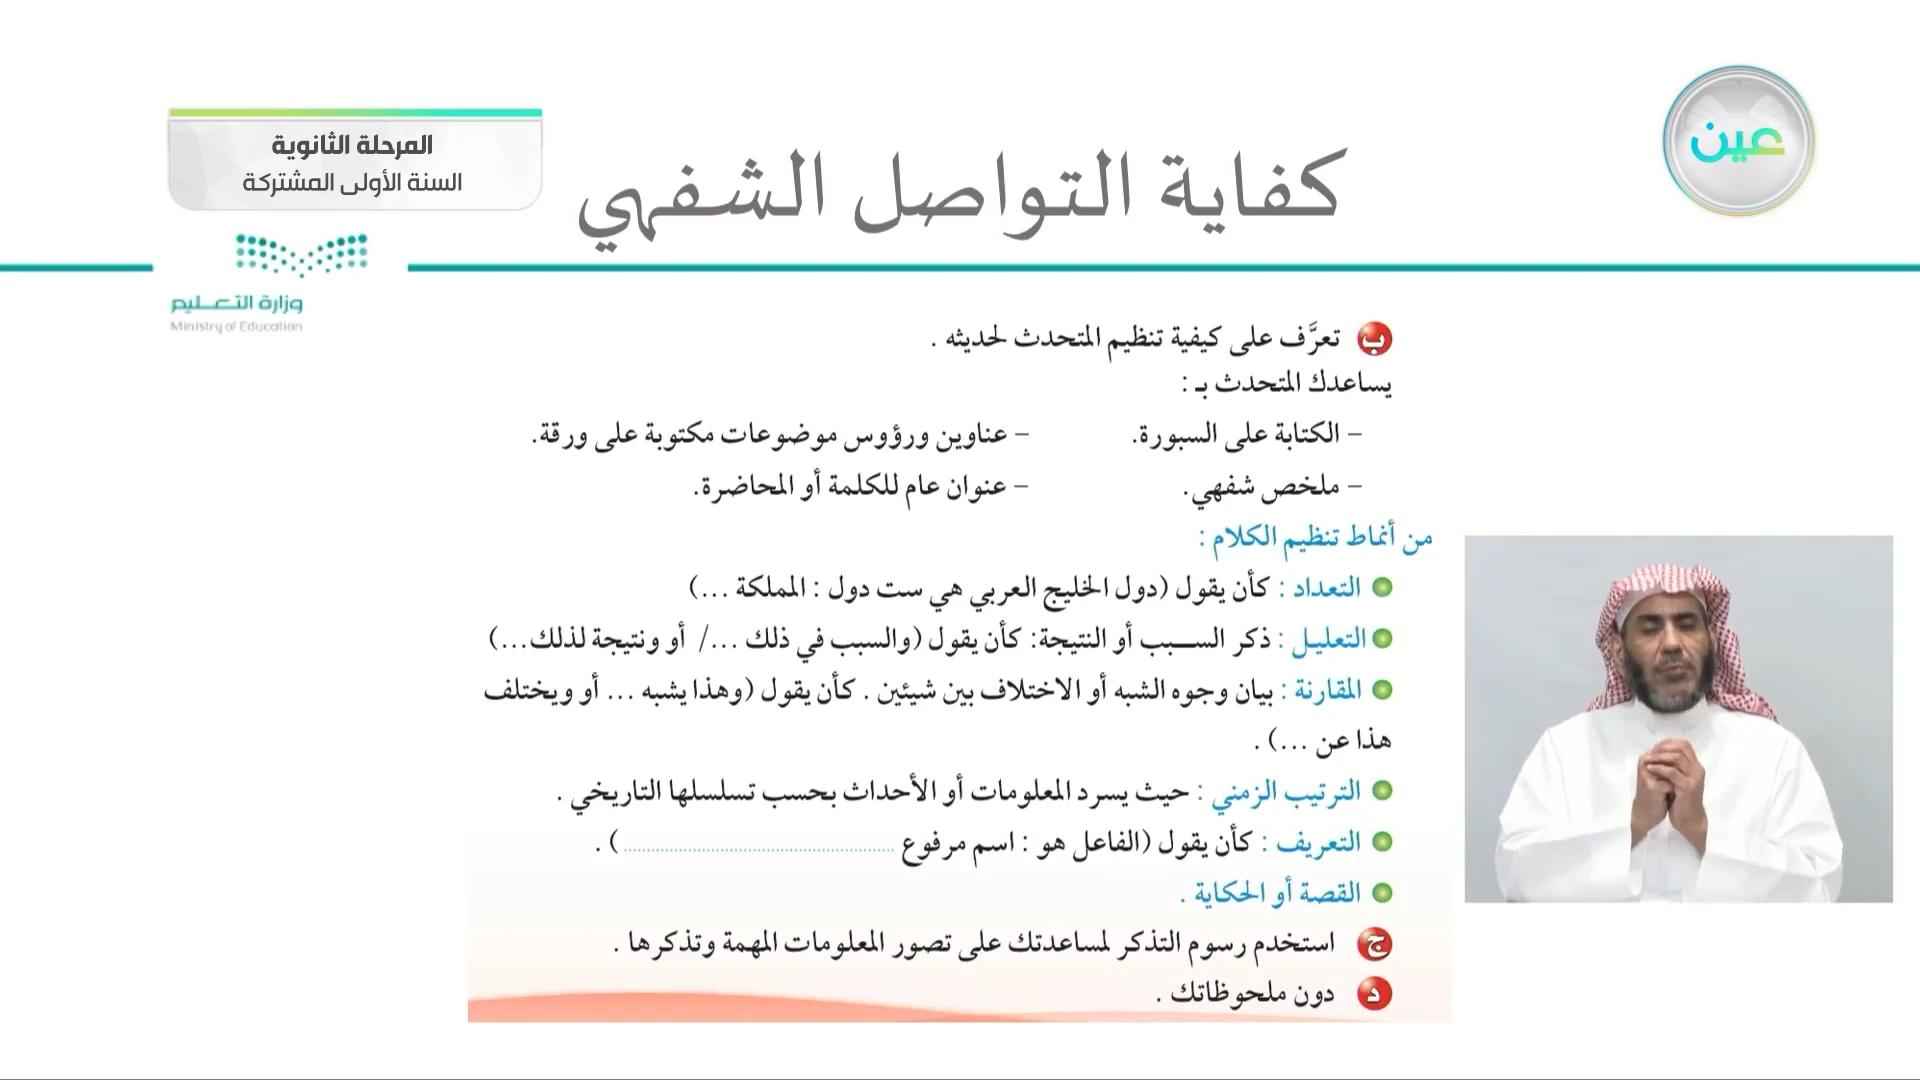 عين
المرحلة الثانوية
السنة الأولى المشتركة
كفاية التواصل الشفهي
وزارة التعـــليم
Ministry of Education
ب تعرَّف على كيفية تنظيم المتحدث لحديثه .
يساعدك المتحدث بـ :
– الكتابة على السبورة. – عناوين ورؤوس موضوعات مكتوبة على ورقة.
– ملخص شفهي. – عنوان عام للكلمة أو المحاضرة.
من أنماط تنظيم الكلام :
التعداد : كأن يقول (دول الخليج العربي هي ست دول : المملكة ...)
التعليل : ذكر الســـبب أو النتيجة: كأن يقول (والسبب في ذلك .../ أو ونتيجة لذلك...)
المقارنة : بيان وجوه الشبه أو الاختلاف بين شيئين . كأن يقول (وهذا يشبه ... أو ويختلف
هذا عن ...) .
الترتيب الزمني : حيث يسرد المعلومات أو الأحداث بحسب تسلسلها التاريخي .
التعريف : كأن يقول (الفاعل هو : اسم مرفوع ......................................................) .
القصة أو الحكاية .
ج استخدم رسوم التذكر لمساعدتك على تصور المعلومات المهمة وتذكرها .
د دون ملحوظاتك .